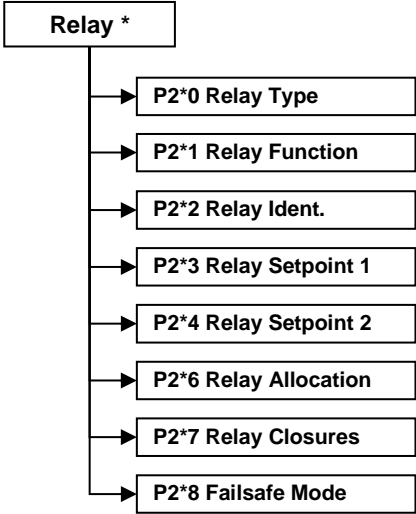 Relay *
P2*0 Relay Type
P2*1 Relay Function
P2*2 Relay Ident.
P2*3 Relay Setpoint 1
P2*4 Relay Setpoint 2
P2*6 Relay Allocation
P2*7 Relay Closures
P2*8 Failsafe Mode